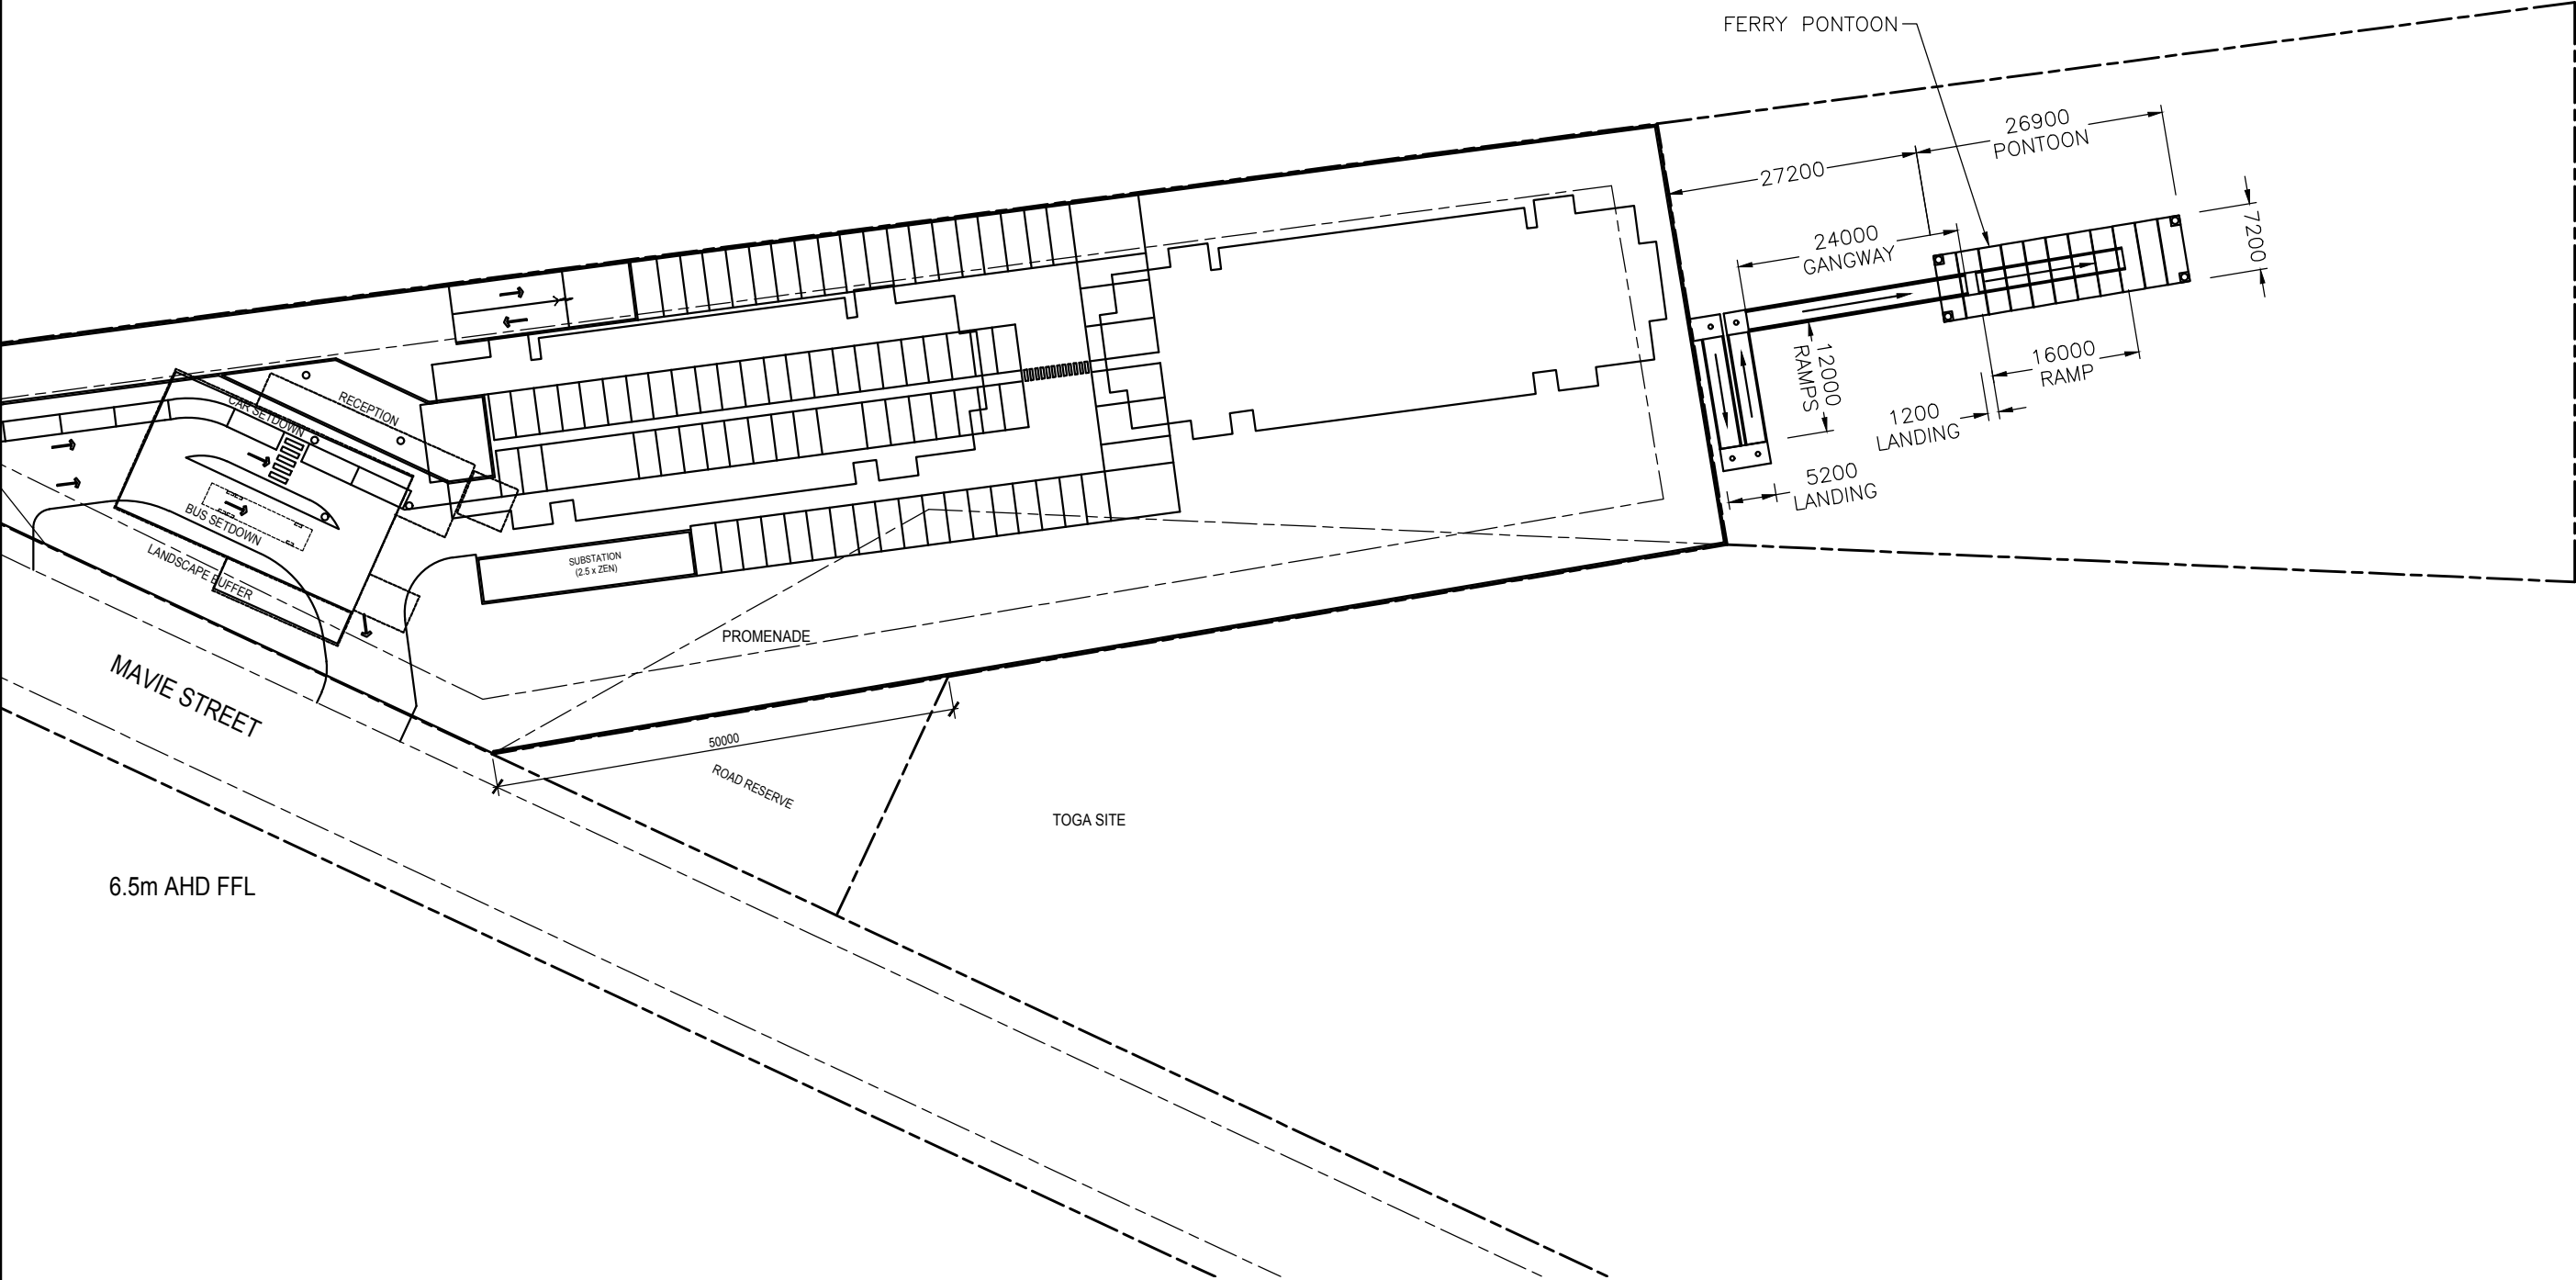 FERRY PONTOON
26900
PONTOON
27200
7200
24000
GANGWAY
12000
RAMPS
16000
RAMP
1200
LANDING
5200
LANDING
RECEPTION
CAR SETDOWN
BUS SETDOWN
LANDSCAPE BUFFER
SUBSTATION
(2.5 x ZEN)
PROMENADE
MAVIE STREET
50000
ROAD RESERVE
TOGA SITE
6.5m AHD FFL